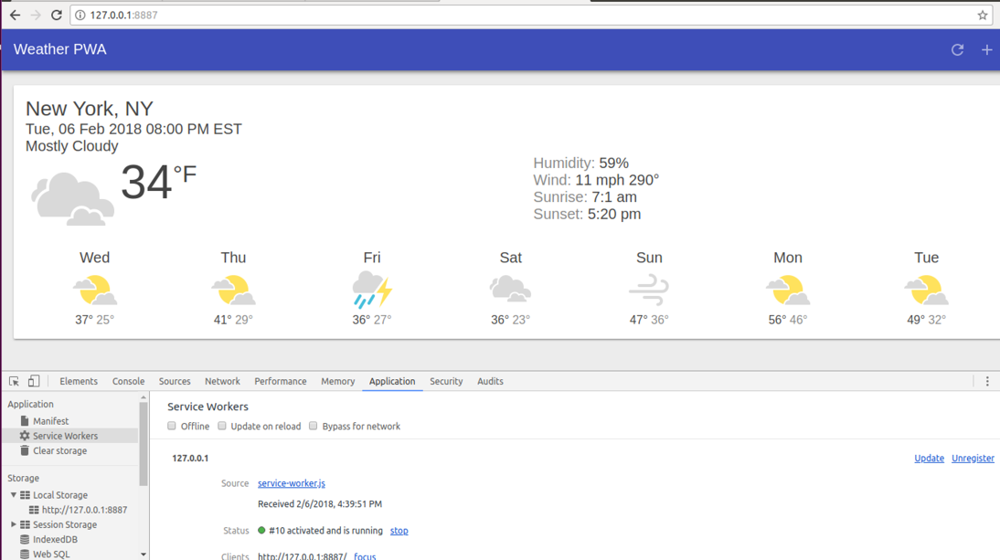 127.0.0.1:8887
Weather PWA
New York, NY
Tue, 06 Feb 2018 08:00 PM EST
Mostly Cloudy
34°F
Humidity: 59%
Wind: 11 mph 290°
Sunrise: 7:1 am
Sunset: 5:20 pm
Wed Thu Fri Sat Sun Mon Tue
37° 25° 41° 29° 36° 27° 36° 23° 47° 36° 56° 46° 49° 32°
Elements Console Sources Network Performance Memory Application Security Audits
Application
Manifest
Service Workers
Clear storage
Storage
Local Storage
http://127.0.0.1:8887
Session Storage
IndexedDB
Web SQL
Service Workers
Offline Update on reload Bypass for network
127.0.0.1 Update Unregister
Source service-worker.js
Received 2/6/2018, 4:39:51 PM
Status #10 activated and is running stop
Clients http://127.0.0.1:8887/ focus